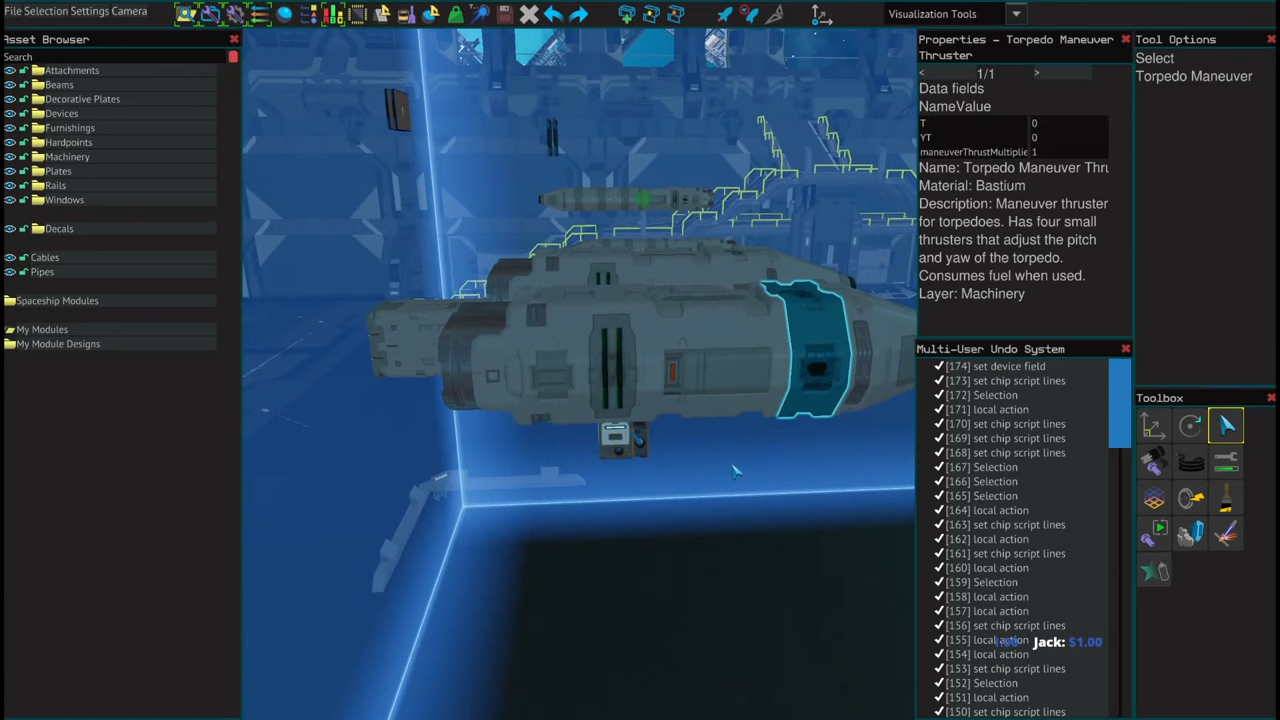 File Selection Settings Camera
Visualization Tools
Asset Browser
Search
Attachments
Beams
Decorative Plates
Devices
Furnishings
Hardpoints
Machinery
Plates
Rails
Windows
Decals
Cables
Pipes
Spaceship Modules
My Modules
My Module Designs
Properties - Torpedo Maneuver
Thruster
< 1/1 >
Data fields
NameValue
T 0
YT 0
maneuverThrustMultiplie 1
Name: Torpedo Maneuver Thru
Material: Bastium
Description: Maneuver thruster
for torpedoes. Has four small
thrusters that adjust the pitch
and yaw of the torpedo.
Consumes fuel when used.
Layer: Machinery
Multi-User Undo System
[174] set device field
[173] set chip script lines
[172] Selection
[171] local action
[170] set chip script lines
[169] set chip script lines
[168] set chip script lines
[167] Selection
[166] Selection
[165] Selection
[164] local action
[163] set chip script lines
[162] local action
[161] set chip script lines
[160] local action
[159] Selection
[158] local action
[157] local action
[156] set chip script lines
[155] local action
[154] local action
[153] set chip script lines
[152] Selection
[151] local action
[150] set chip script lines
1.00 Jack: $1.00
Tool Options
Select
Torpedo Maneuver
Toolbox